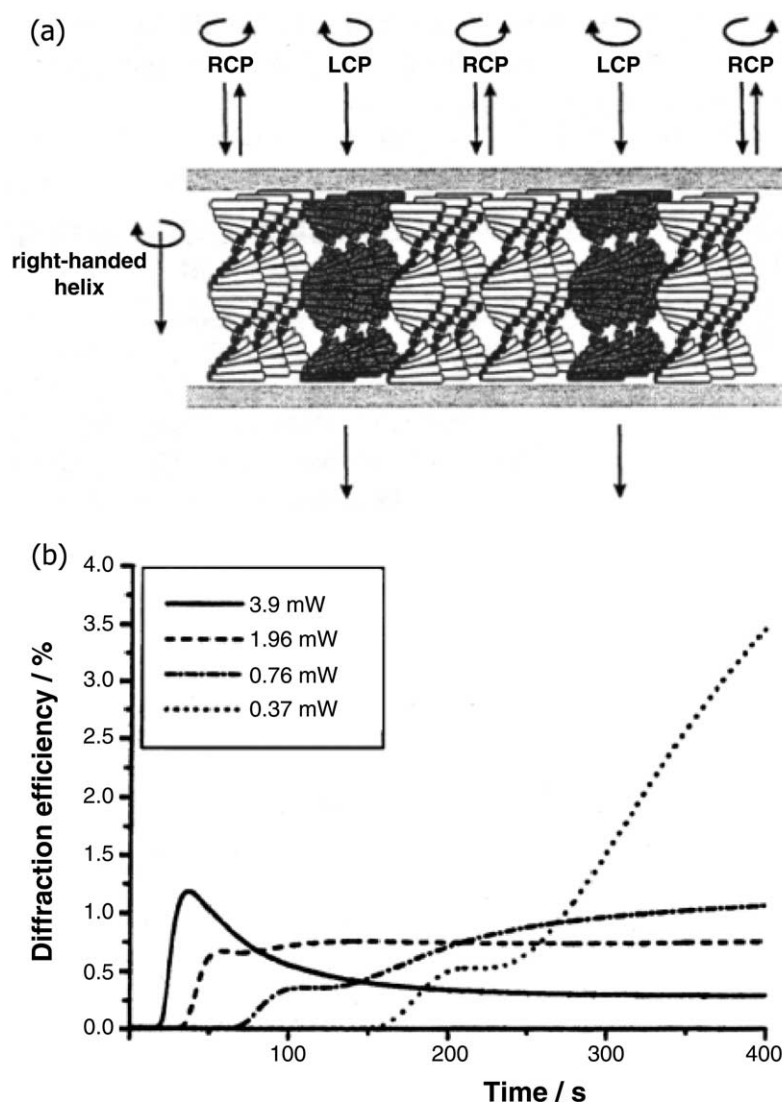 (a)
RCP LCP RCP LCP RCP
right-handed
helix
(b)
4.0
3.5
3.0
2.5
2.0
1.5
1.0
0.5
0.0
Diffraction efficiency / %
3.9 mW
1.96 mW
0.76 mW
0.37 mW
100 200 300 400
Time / s